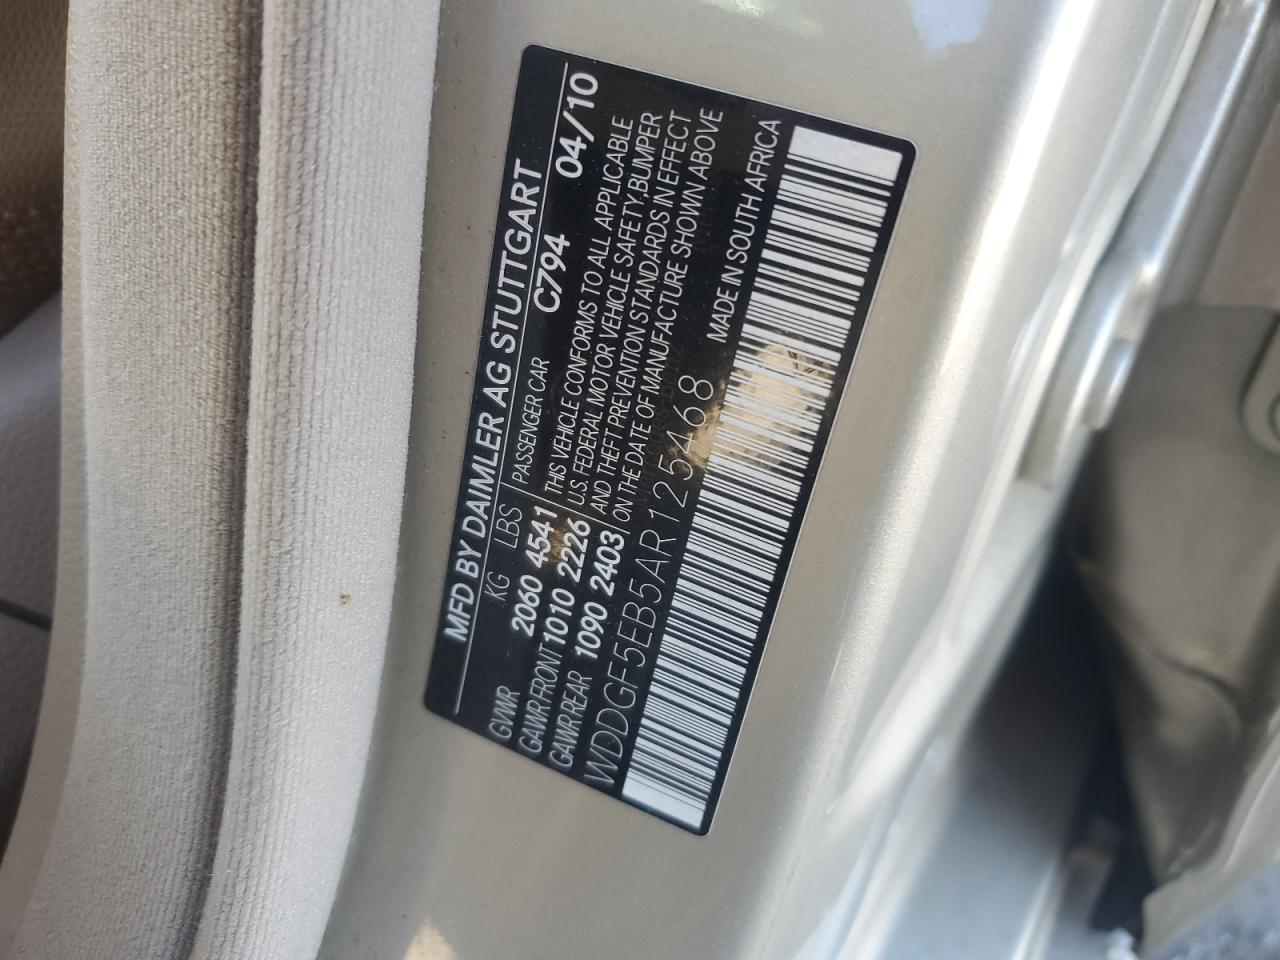 MFD BY DAIMLER AG STUTTGART
KG LBS PASSENGER CAR C794 04/10
GVWR 2060 4541 THIS VEHICLE CONFORMS TO ALL APPLICABLE
GAWR FRONT 1010 2226 U.S. FEDERAL MOTOR VEHICLE SAFETY,BUMPER
GAWR REAR 1090 2403 AND THEFT PREVENTION STANDARDS IN EFFECT
ON THE DATE OF MANUFACTURE SHOWN ABOVE
WDDGF5EB5AR125468 MADE IN SOUTH AFRICA